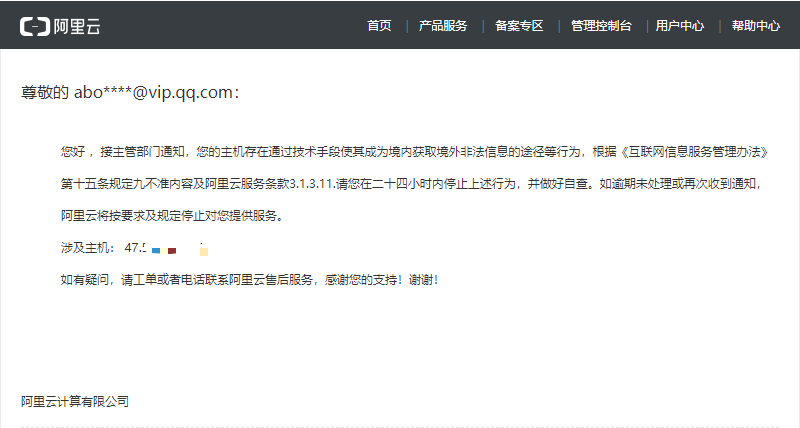 阿里云 首页 | 产品服务 | 备案专区 | 管理控制台 | 用户中心 | 帮助中心
尊敬的 abo****@vip.qq.com：
您好 ，接主管部门通知，您的主机存在通过技术手段使其成为境内获取境外非法信息的途径等行为，根据《互联网信息服务管理办法》
第十五条规定九不准内容及阿里云服务条款3.1.3.11.请您在二十四小时内停止上述行为，并做好自查。如逾期未处理或再次收到通知，
阿里云将按要求及规定停止对您提供服务。
涉及主机： 47.
如有疑问，请工单或者电话联系阿里云售后服务，感谢您的支持！谢谢！
阿里云计算有限公司